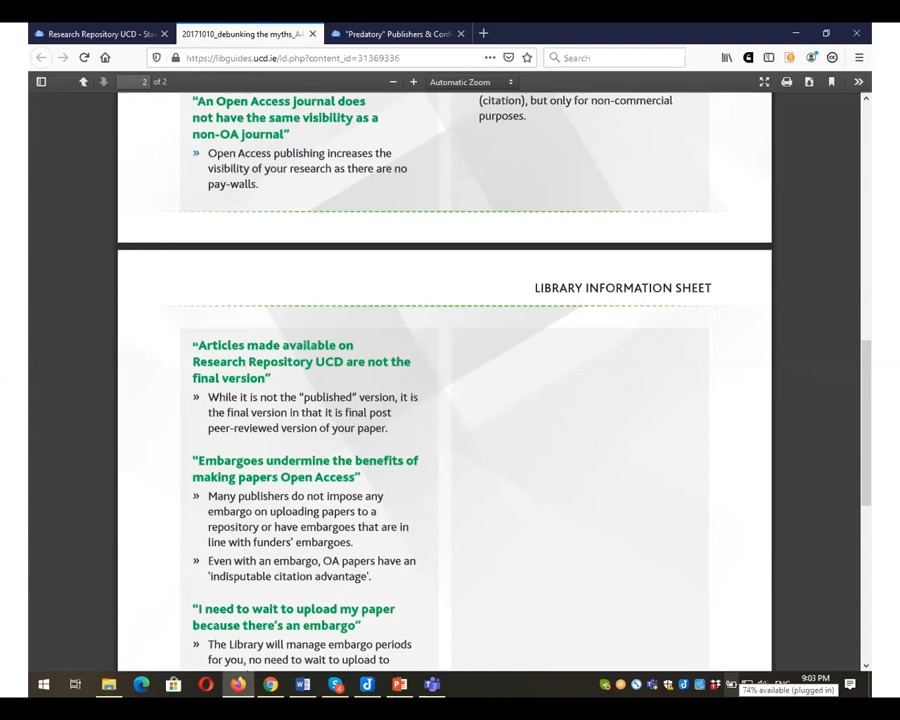 Research Repository UCD - Sta
20171010_debunking the myths_A4
"Predatory" Publishers & Conf
https://libguides.ucd.ie/ld.php?content_id=31369336
Search
2 of 2
Automatic Zoom
"An Open Access journal does
not have the same visibility as a
non-OA journal"
» Open Access publishing increases the
visibility of your research as there are no
pay-walls.
(citation), but only for non-commercial
purposes.
LIBRARY INFORMATION SHEET
"Articles made available on
Research Repository UCD are not the
final version"
» While it is not the "published" version, it is
the final version in that it is final post
peer-reviewed version of your paper.
"Embargoes undermine the benefits of
making papers Open Access"
» Many publishers do not impose any
embargo on uploading papers to a
repository or have embargoes that are in
line with funders' embargoes.
» Even with an embargo, OA papers have an
'indisputable citation advantage'.
"I need to wait to upload my paper
because there's an embargo"
» The Library will manage embargo periods
for you, no need to wait to upload to
9:03 PM
74% available (plugged in)